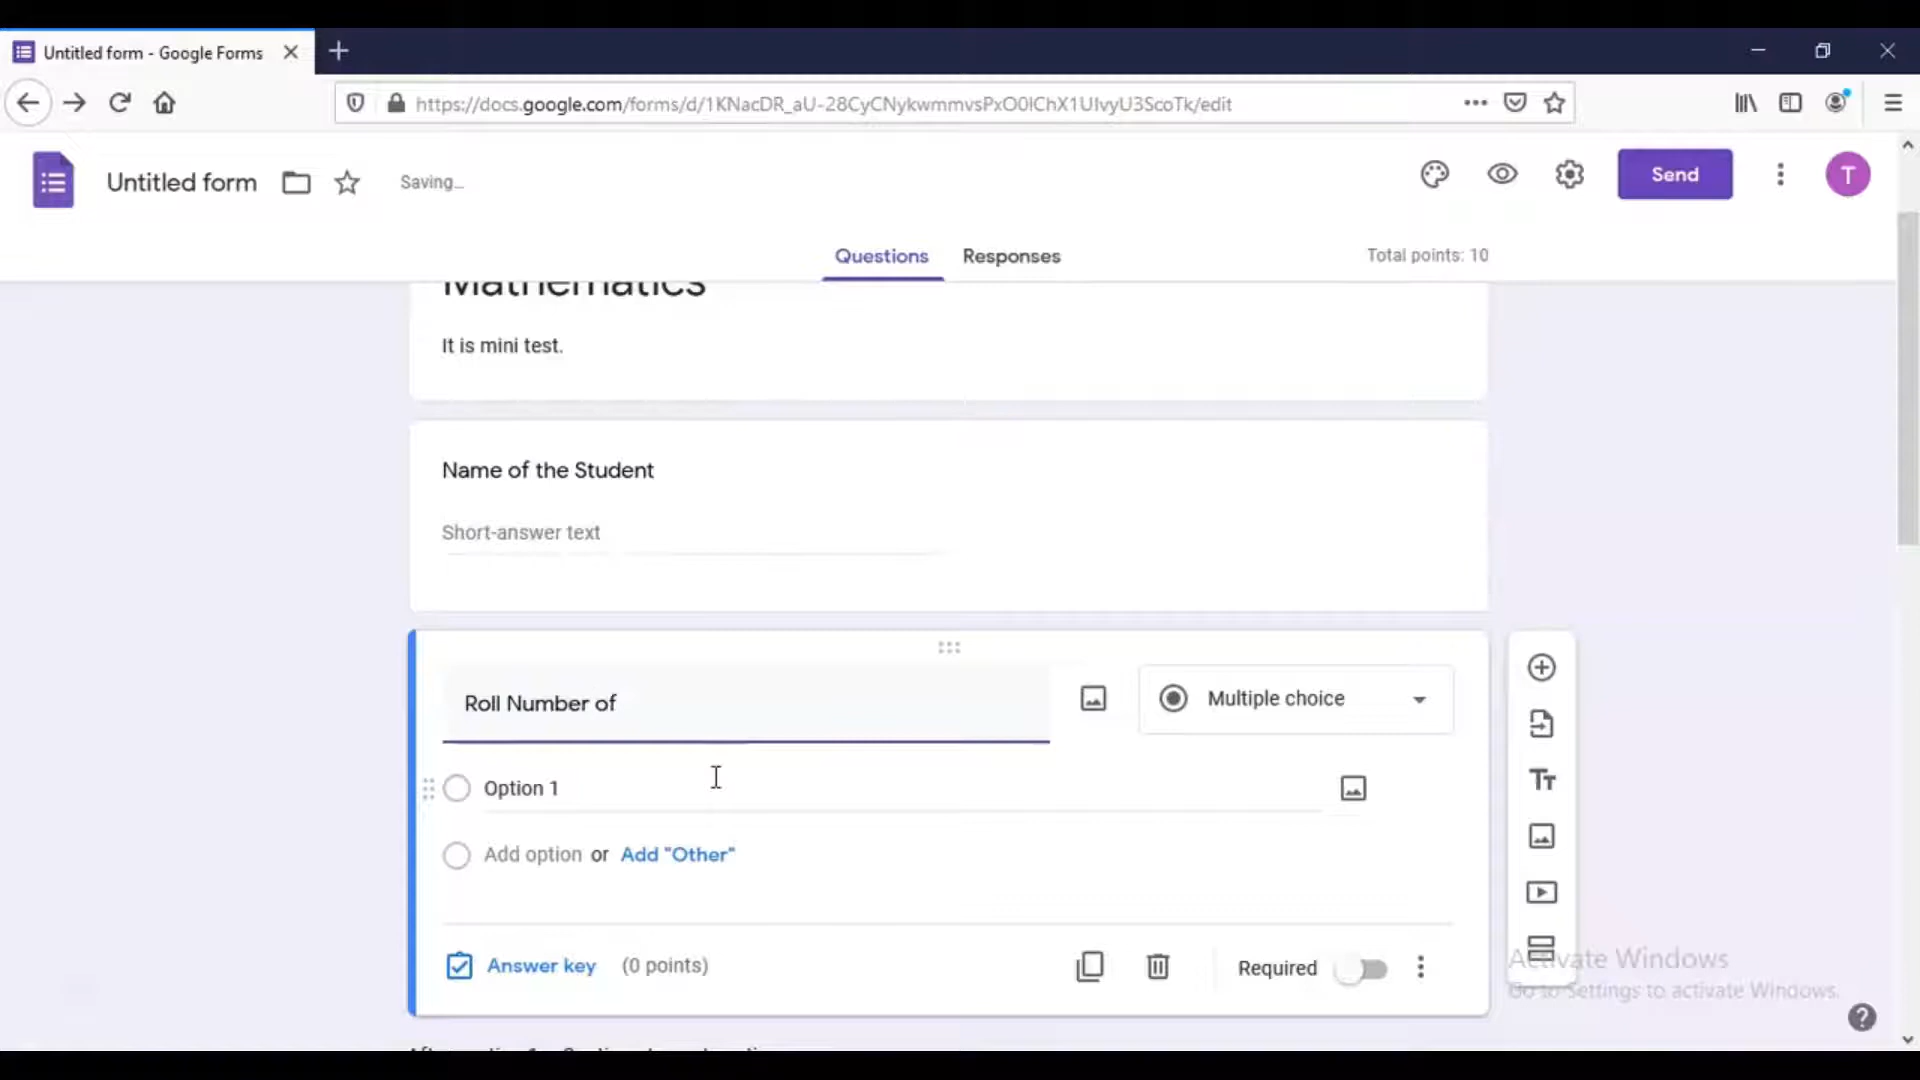 Untitled form - Google Forms
https://docs.google.com/forms/d/1KNacDR_aU-28CyCNykwmmvsPxO0IChX1UIvyU3ScoTk/edit
Untitled form
Saving...
Send
T
Questions
Responses
Total points: 10
Mathematics
It is mini test.
Name of the Student
Short-answer text
Roll Number of
Multiple choice
Option 1
Add option or Add "Other"
Answer key (0 points)
Required
Activate Windows
Go to Settings to activate Windows.